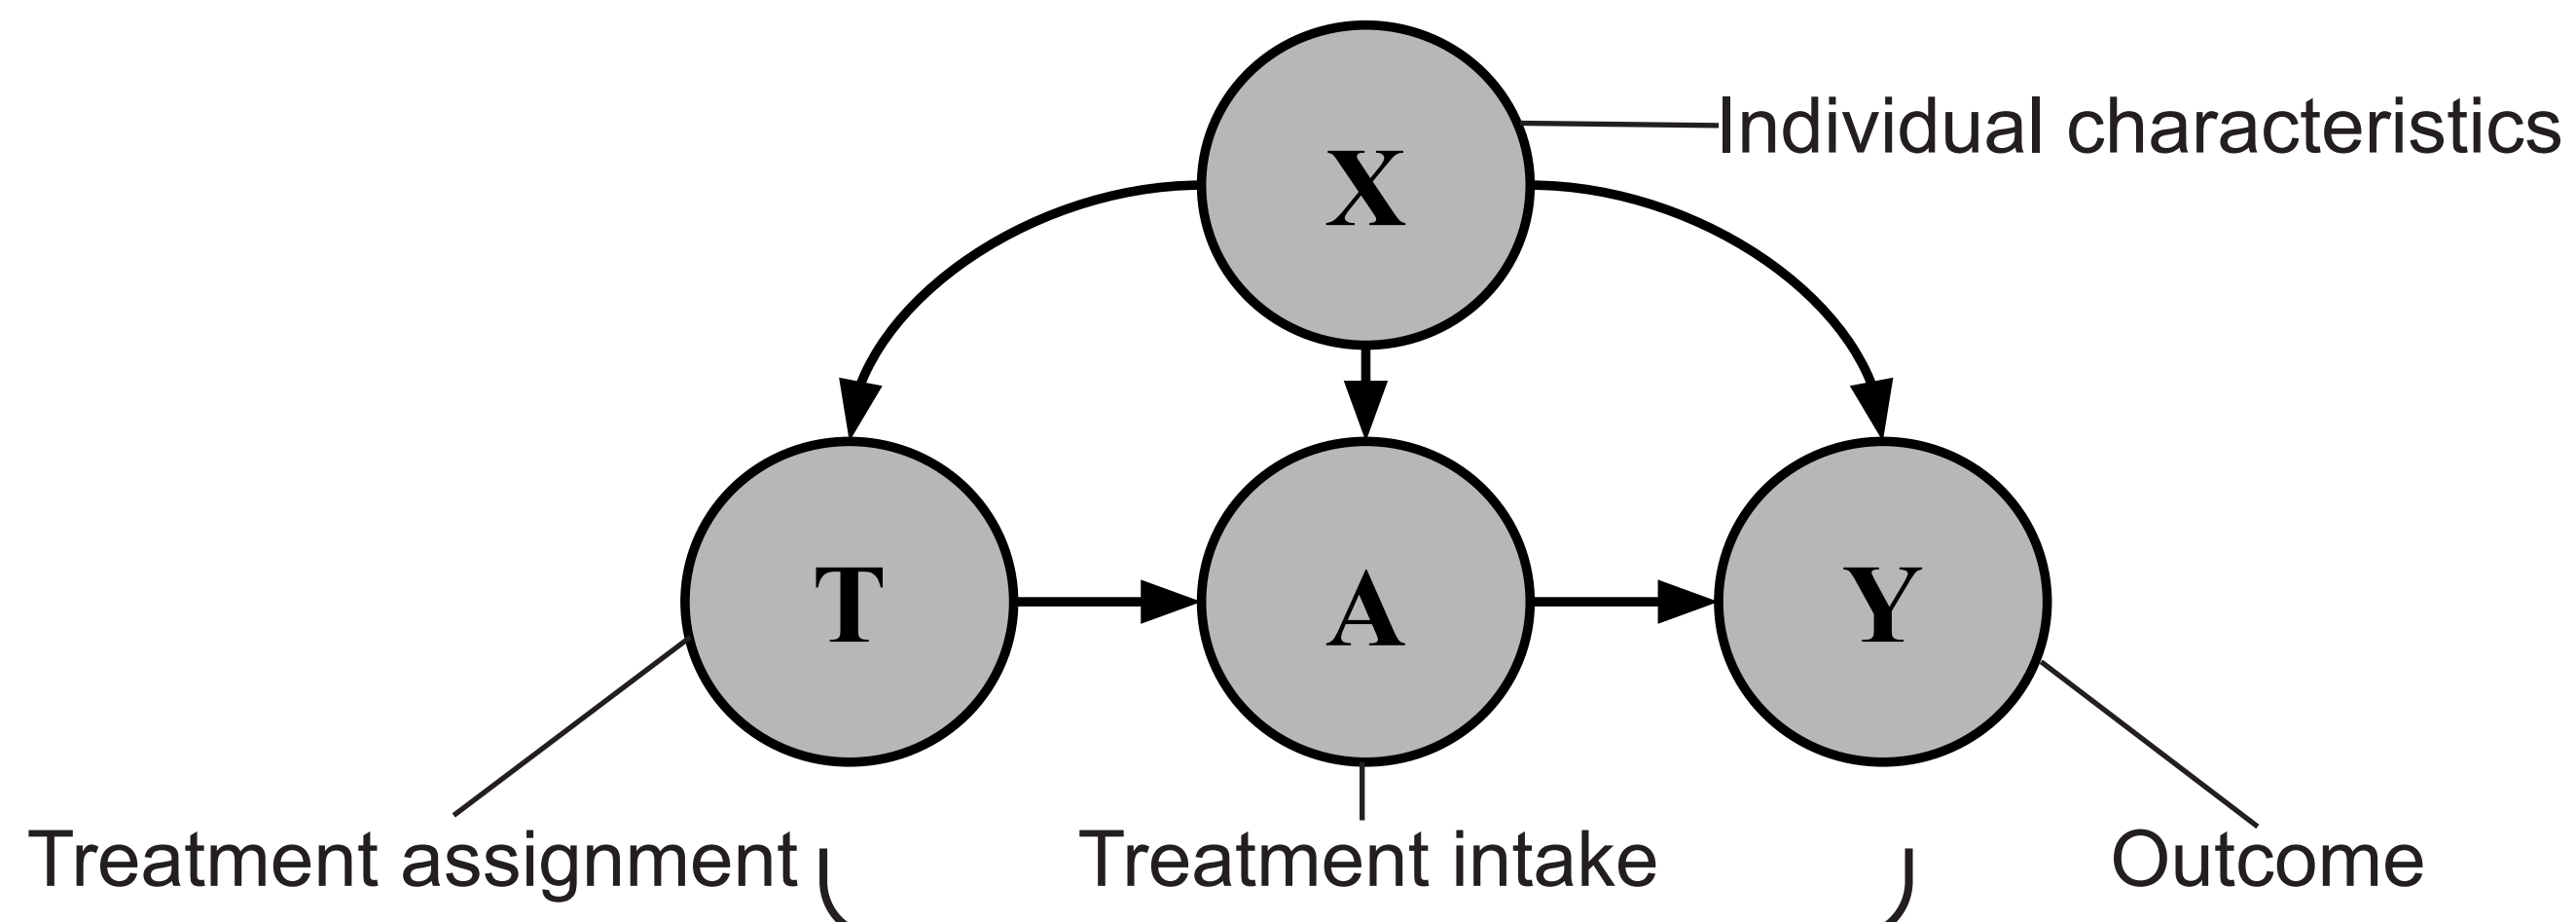 X
Individual characteristics
T
A
Y
Treatment assignment
Treatment intake
Outcome